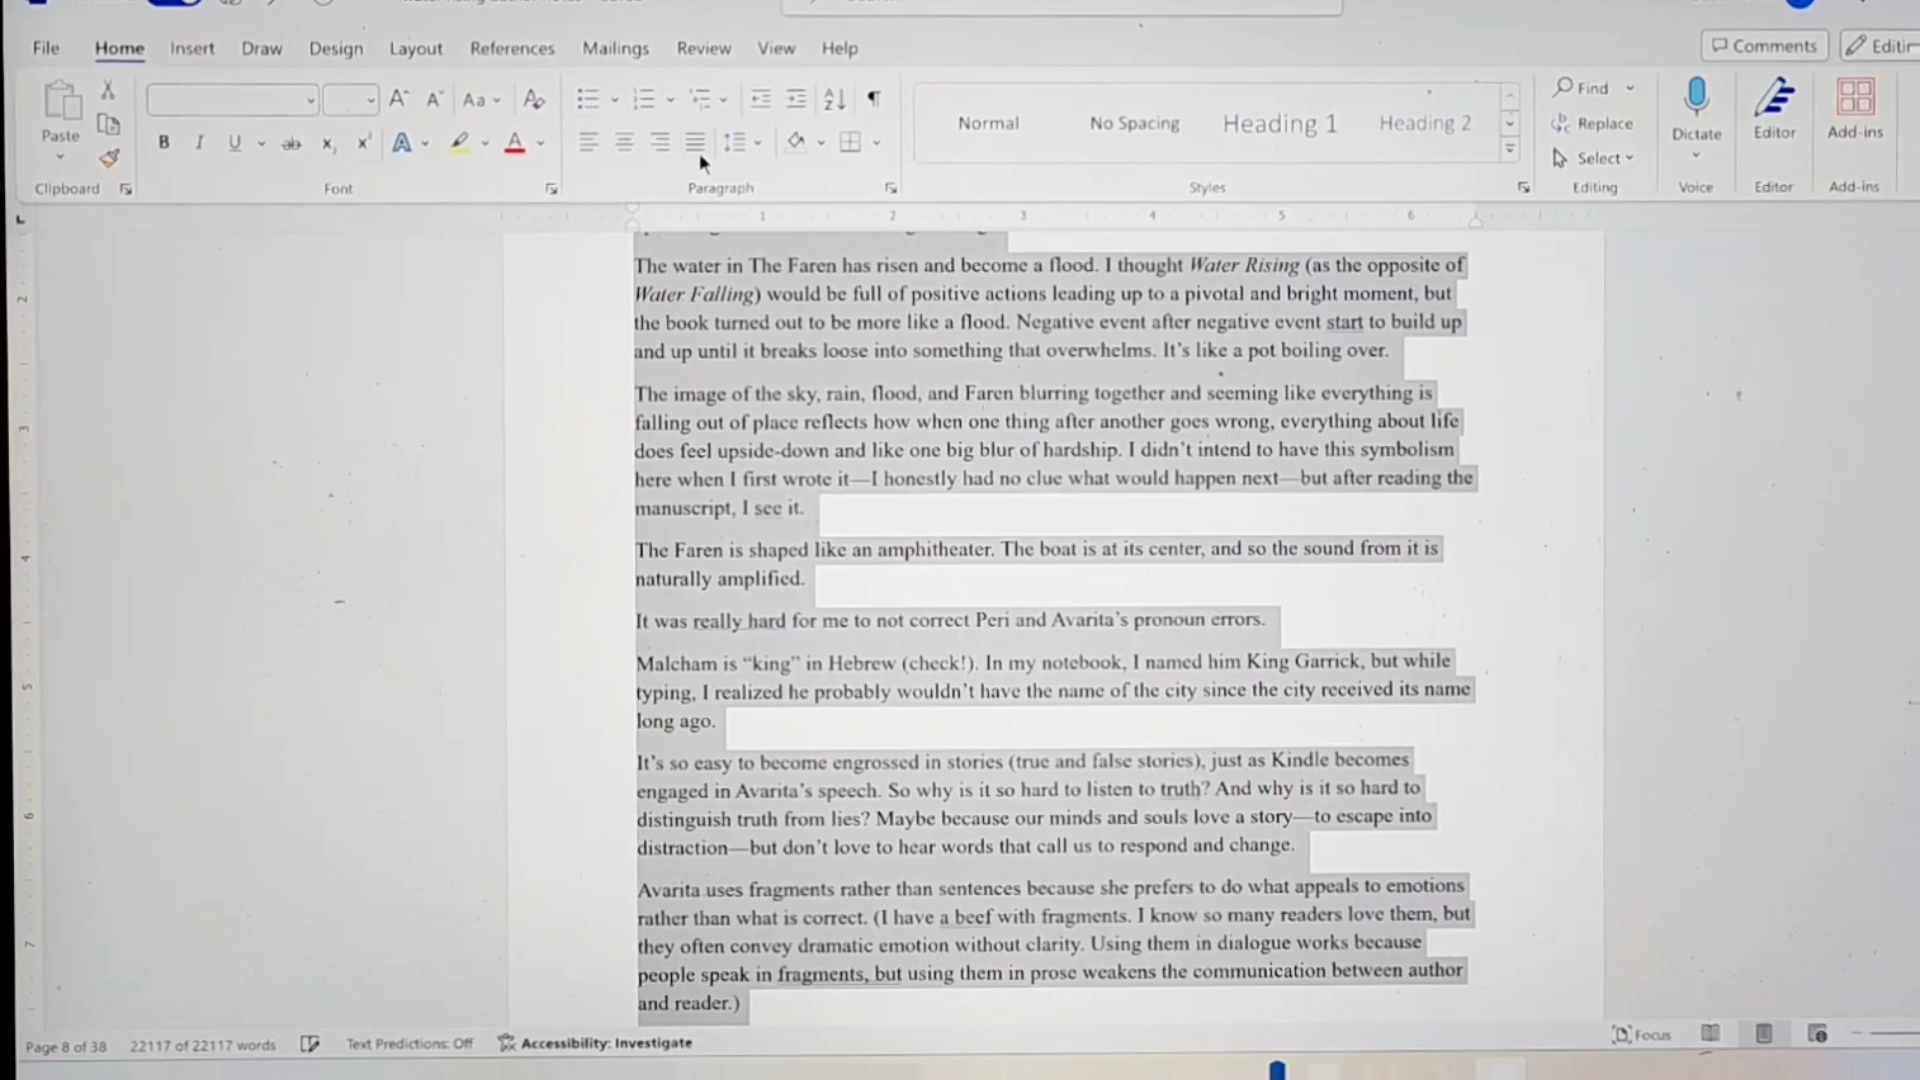 File Home Insert Draw Design Layout References Mailings Review View Help Comments
Aa
Find
Normal No Spacing Heading 1 Heading 2
Replace
Paste
Dictate Editor Add-ins
B I U ab
Select
Clipboard Font Paragraph Styles Editing Voice Editor Add-ins
1 2 3 4 5 6
The water in The Faren has risen and become a flood. I thought Water Rising (as the opposite of
Water Falling) would be full of positive actions leading up to a pivotal and bright moment, but
the book turned out to be more like a flood. Negative event after negative event start to build up
and up until it breaks loose into something that overwhelms. It's like a pot boiling over.
The image of the sky, rain, flood, and Faren blurring together and seeming like everything is
falling out of place reflects how when one thing after another goes wrong, everything about life
does feel upside-down and like one big blur of hardship. I didn't intend to have this symbolism
here when I first wrote it—I honestly had no clue what would happen next—but after reading the
manuscript, I see it.
The Faren is shaped like an amphitheater. The boat is at its center, and so the sound from it is
naturally amplified.
It was really hard for me to not correct Peri and Avarita's pronoun errors.
Malcham is “king” in Hebrew (check!). In my notebook, I named him King Garrick, but while
typing, I realized he probably wouldn't have the name of the city since the city received its name
long ago.
It's so easy to become engrossed in stories (true and false stories), just as Kindle becomes
engaged in Avarita's speech. So why is it so hard to listen to truth? And why is it so hard to
distinguish truth from lies? Maybe because our minds and souls love a story—to escape into
distraction—but don't love to hear words that call us to respond and change.
Avarita uses fragments rather than sentences because she prefers to do what appeals to emotions
rather than what is correct. (I have a beef with fragments. I know so many readers love them, but
they often convey dramatic emotion without clarity. Using them in dialogue works because
people speak in fragments, but using them in prose weakens the communication between author
and reader.)
Page 8 of 38 22117 of 22117 words Text Predictions: Off Accessibility: Investigate Focus